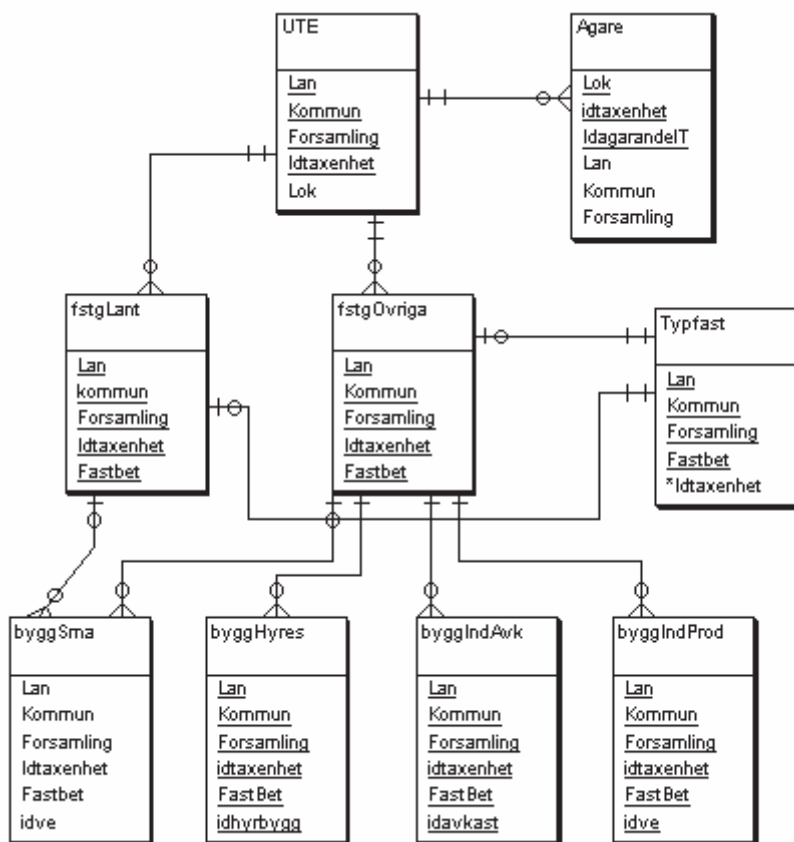 UTE
Lan
Kommun
Forsamling
Idtaxenhet
Lok
Agare
Lok
idtaxenhet
IdagarandelT
Lan
Kommun
Forsamling
fstgLant
Lan
kommun
Forsamling
Idtaxenhet
Fastbet
fstgOvriga
Lan
Kommun
Forsamling
Idtaxenhet
Fastbet
Typfast
Lan
Kommun
Forsamling
Fastbet
*Idtaxenhet
byggSma
Lan
Kommun
Forsamling
Idtaxenhet
Fastbet
idve
byggHyres
Lan
Kommun
Forsamling
idtaxenhet
FastBet
idhyrbygg
byggIndAvk
Lan
Kommun
Forsamling
idtaxenhet
FastBet
idavkast
byggIndProd
Lan
Kommun
Forsamling
idtaxenhet
FastBet
idve